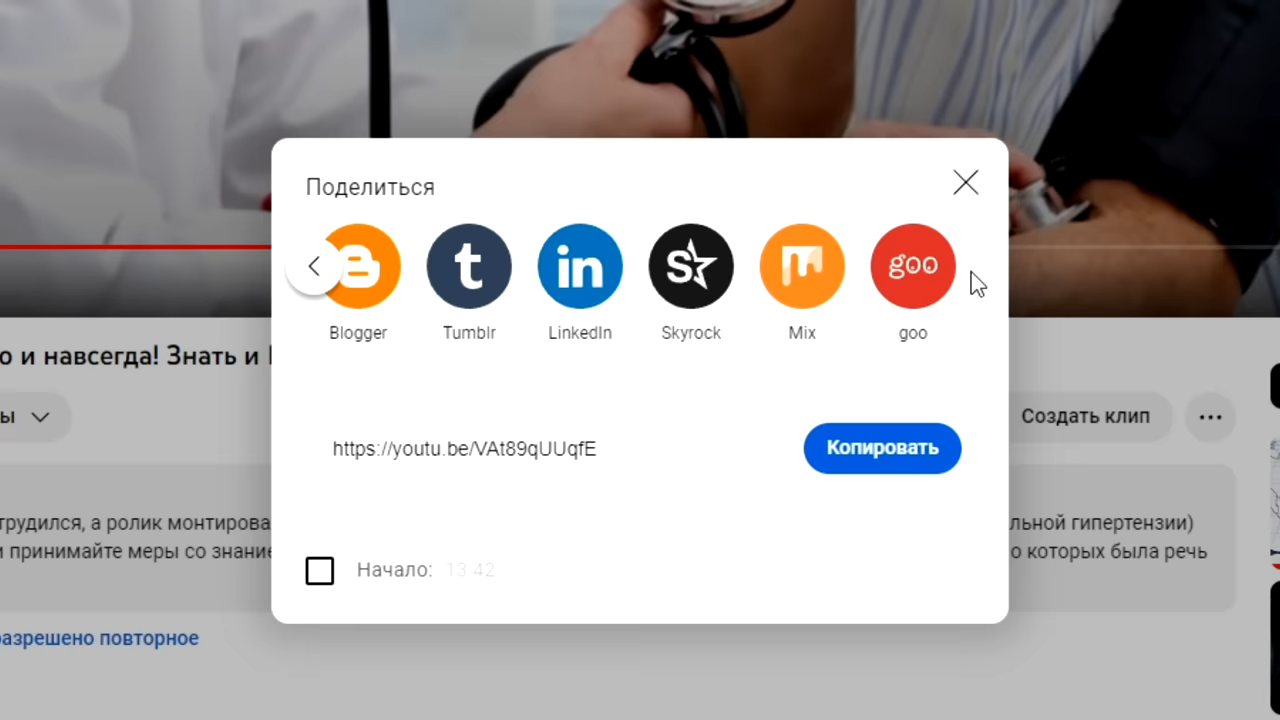 Поделиться
goo
Blogger
Tumblr
LinkedIn
Skyrock
Mix
goo
о и навсегда! Знать и
ы
Создать клип
https://youtu.be/VAt89qUUqfE
Копировать
трудился, а ролик монтирова
льной гипертензии)
и принимайте меры со знание
о которых была речь
Начало: 13:42
разрешено повторное